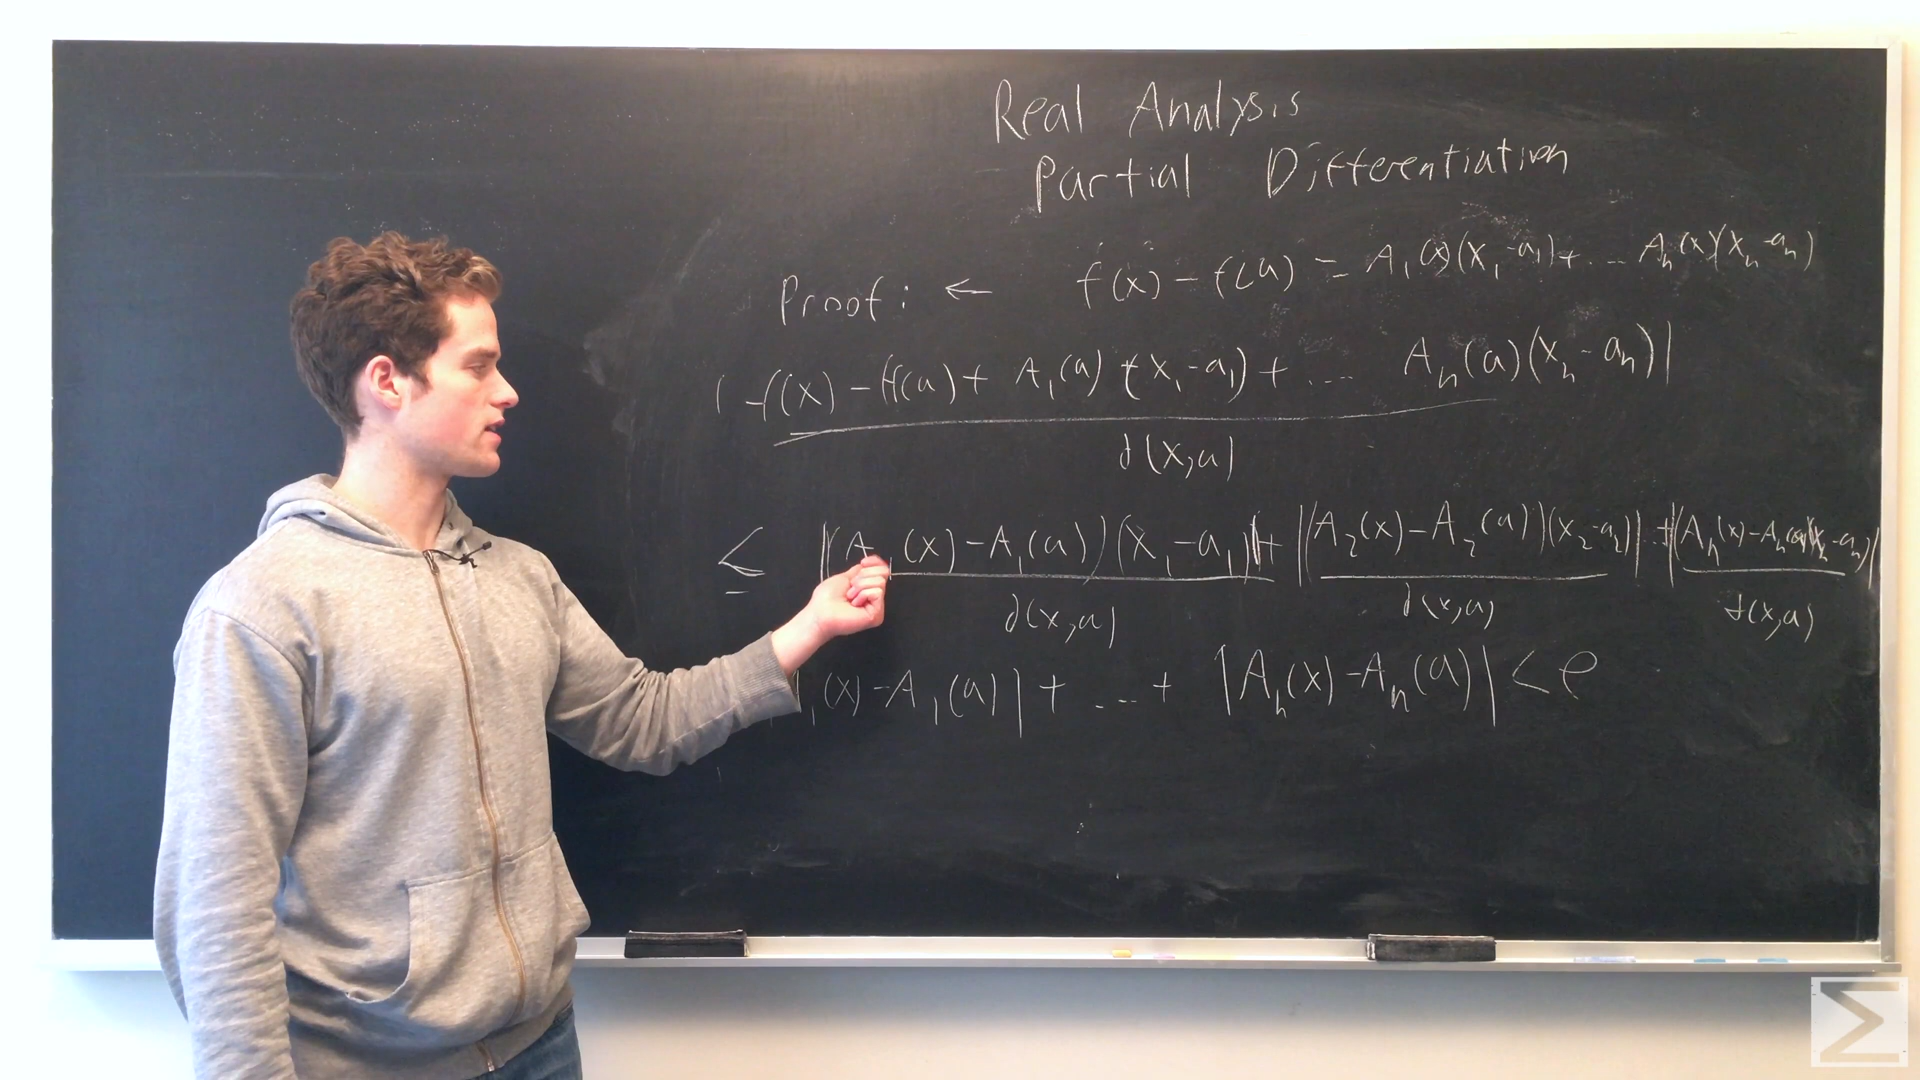 Real Analysis
Partial Differentiation
Proof: ← f(x) - f(a) = A₁(x)(x₁-a₁)+ ... Aₙ(x)(xₙ-aₙ)
| f(x) - (f(a) + A₁(a) (x₁-a₁) + ... Aₙ(a)(xₙ-aₙ)|
d(x,a)
≤ |(A₁(x)-A₁(a))(x₁-a₁)|+ |(A₂(x)-A₂(a))(x₂-a₂)| ..+|(Aₙ(x)-Aₙ(a))(xₙ-aₙ)|
d(x,a) d(x,a) d(x,a)
₁(x)-A₁(a)| + ... + |Aₙ(x)-Aₙ(a)| < e
Σ